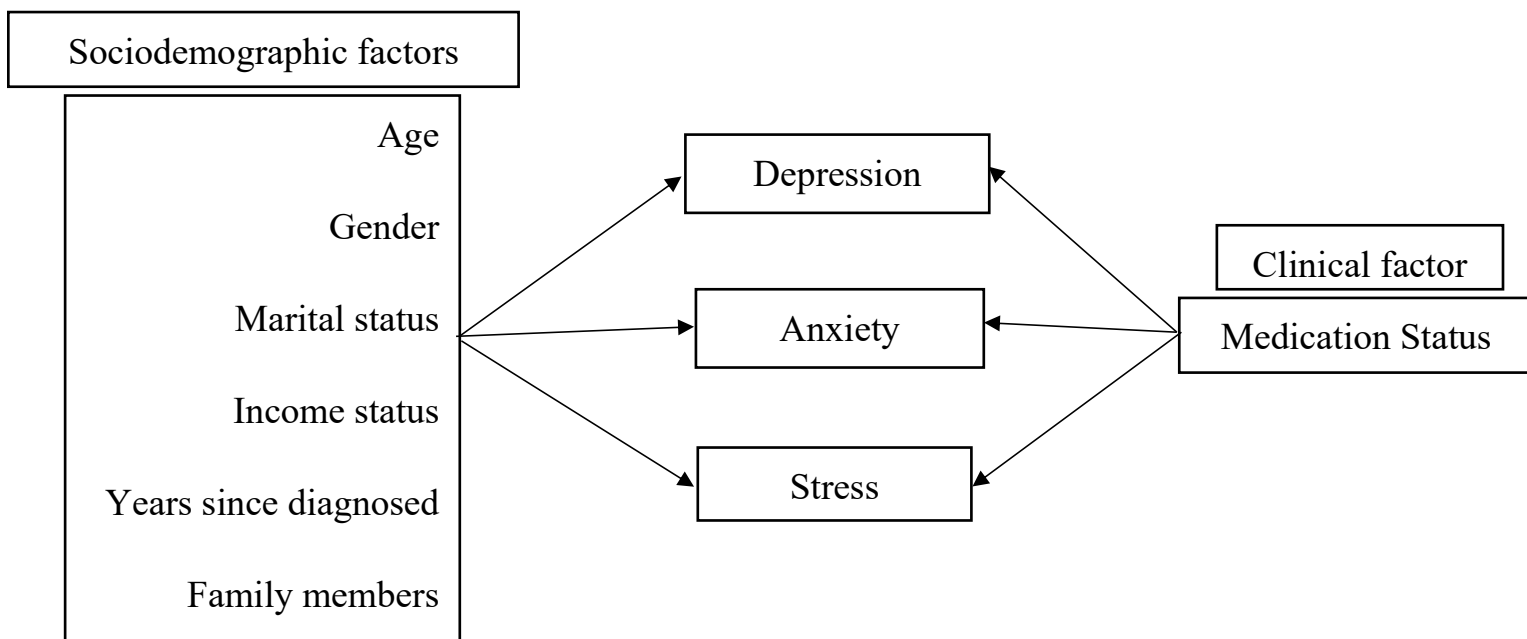 Sociodemographic factors
Age
Gender
Marital status
Income status
Years since diagnosed
Family members
Depression
Anxiety
Stress
Clinical factor
Medication Status